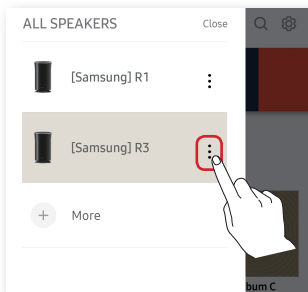 ALL SPEAKERS Close
[Samsung] R1
[Samsung] R3
More
bum C